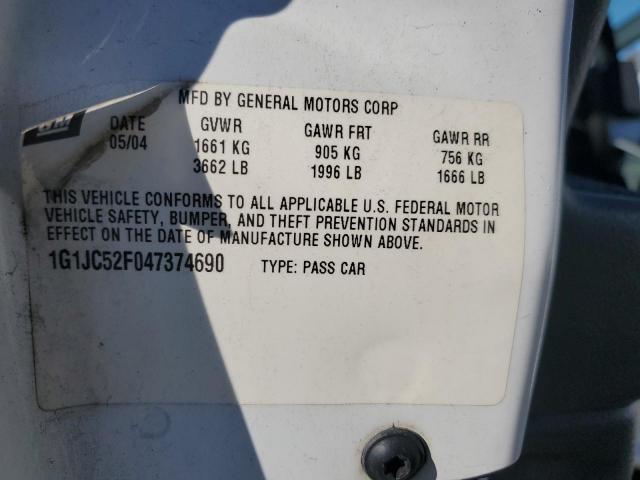 MFD BY GENERAL MOTORS CORP
DATE GVWR GAWR FRT GAWR RR
05/04 1661 KG 905 KG 756 KG
3662 LB 1996 LB 1666 LB
THIS VEHICLE CONFORMS TO ALL APPLICABLE U.S. FEDERAL MOTOR
VEHICLE SAFETY, BUMPER, AND THEFT PREVENTION STANDARDS IN
EFFECT ON THE DATE OF MANUFACTURE SHOWN ABOVE.
1G1JC52F047374690 TYPE: PASS CAR